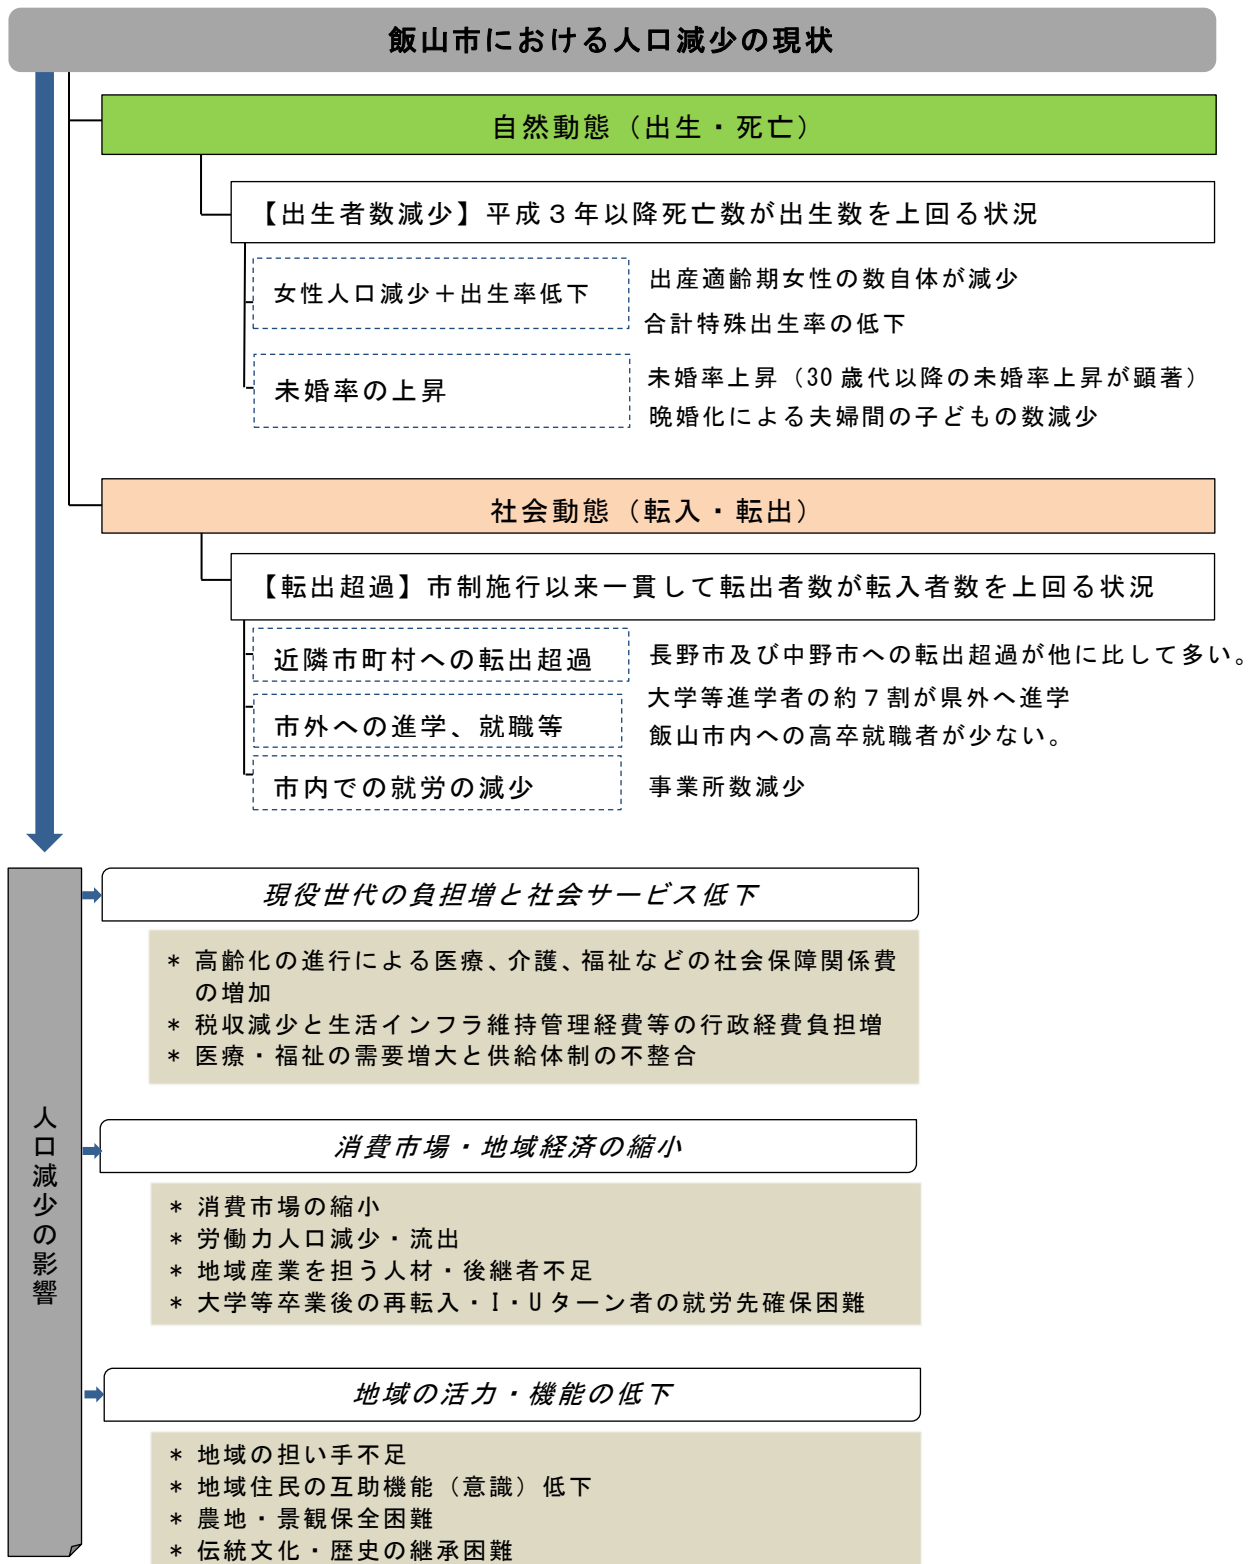 飯山市における人口減少の現状
自然動態（出生・死亡）
【出生者数減少】平成３年以降死亡数が出生数を上回る状況
女性人口減少＋出生率低下
出産適齢期女性の数自体が減少
合計特殊出生率の低下
未婚率の上昇
未婚率上昇（30歳代以降の未婚率上昇が顕著）
晩婚化による夫婦間の子どもの数減少
社会動態（転入・転出）
【転出超過】市制施行以来一貫して転出者数が転入者数を上回る状況
近隣市町村への転出超過
長野市及び中野市への転出超過が他に比して多い。
市外への進学、就職等
大学等進学者の約７割が県外へ進学
飯山市内への高卒就職者が少ない。
市内での就労の減少
事業所数減少
人口減少の影響
現役世代の負担増と社会サービス低下
* 高齢化の進行による医療、介護、福祉などの社会保障関係費
の増加
* 税収減少と生活インフラ維持管理経費等の行政経費負担増
* 医療・福祉の需要増大と供給体制の不整合
消費市場・地域経済の縮小
* 消費市場の縮小
* 労働力人口減少・流出
* 地域産業を担う人材・後継者不足
* 大学等卒業後の再転入・I・Uターン者の就労先確保困難
地域の活力・機能の低下
* 地域の担い手不足
* 地域住民の互助機能（意識）低下
* 農地・景観保全困難
* 伝統文化・歴史の継承困難